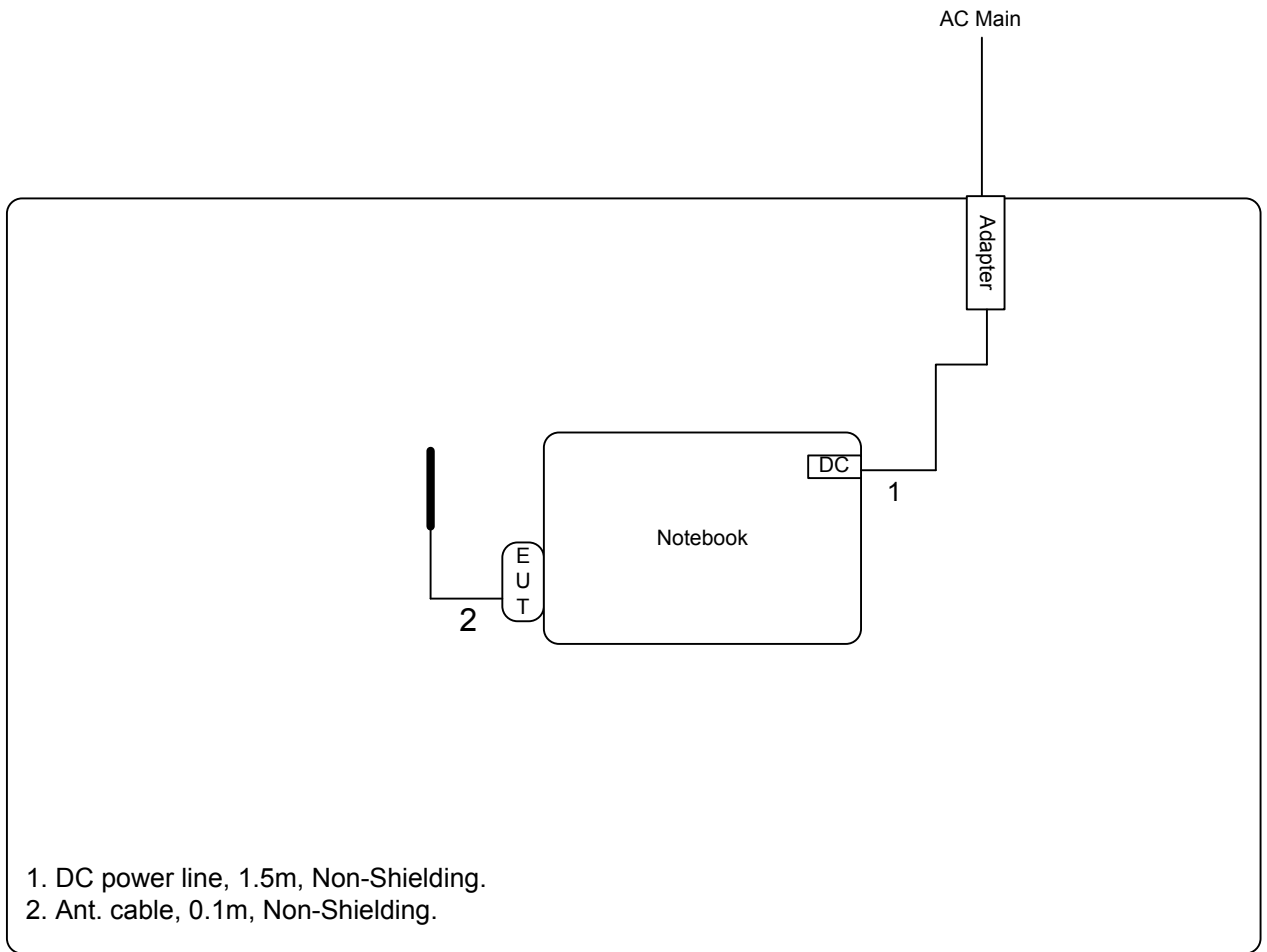 AC Main
Adapter
DC
1
Notebook
E
U
T
2
1. DC power line, 1.5m, Non-Shielding.
2. Ant. cable, 0.1m, Non-Shielding.